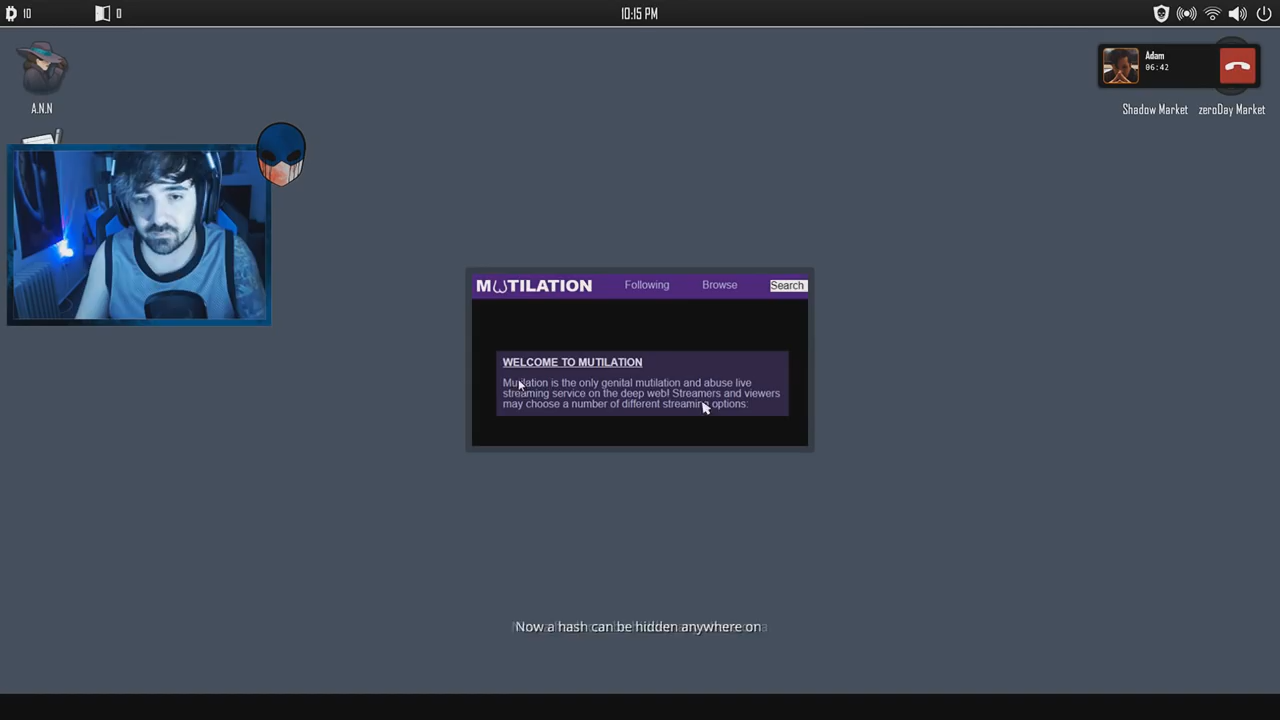 10
0
10:15 PM
A.N.N
Adam
06:42
Shadow Market
zeroDay Market
MUTILATION
Following
Browse
Search
WELCOME TO MUTILATION
Mutilation is the only genital mutilation and abuse live
streaming service on the deep web! Streamers and viewers
may choose a number of different streaming options:
Now a hash can be hidden anywhere on